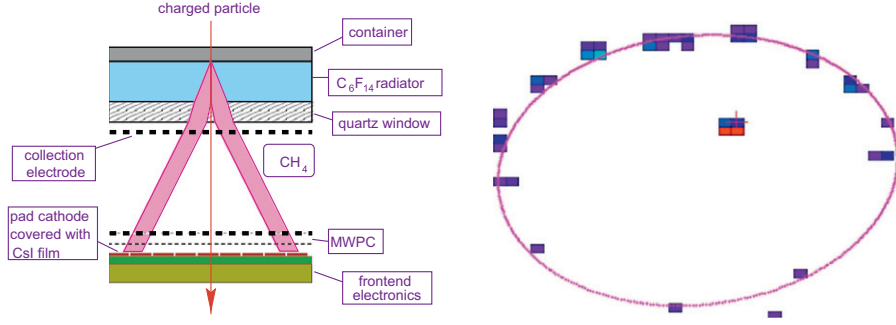 charged particle
container
C6F14 radiator
quartz window
collection
electrode
CH4
pad cathode
covered with
CsI film
MWPC
frontend
electronics